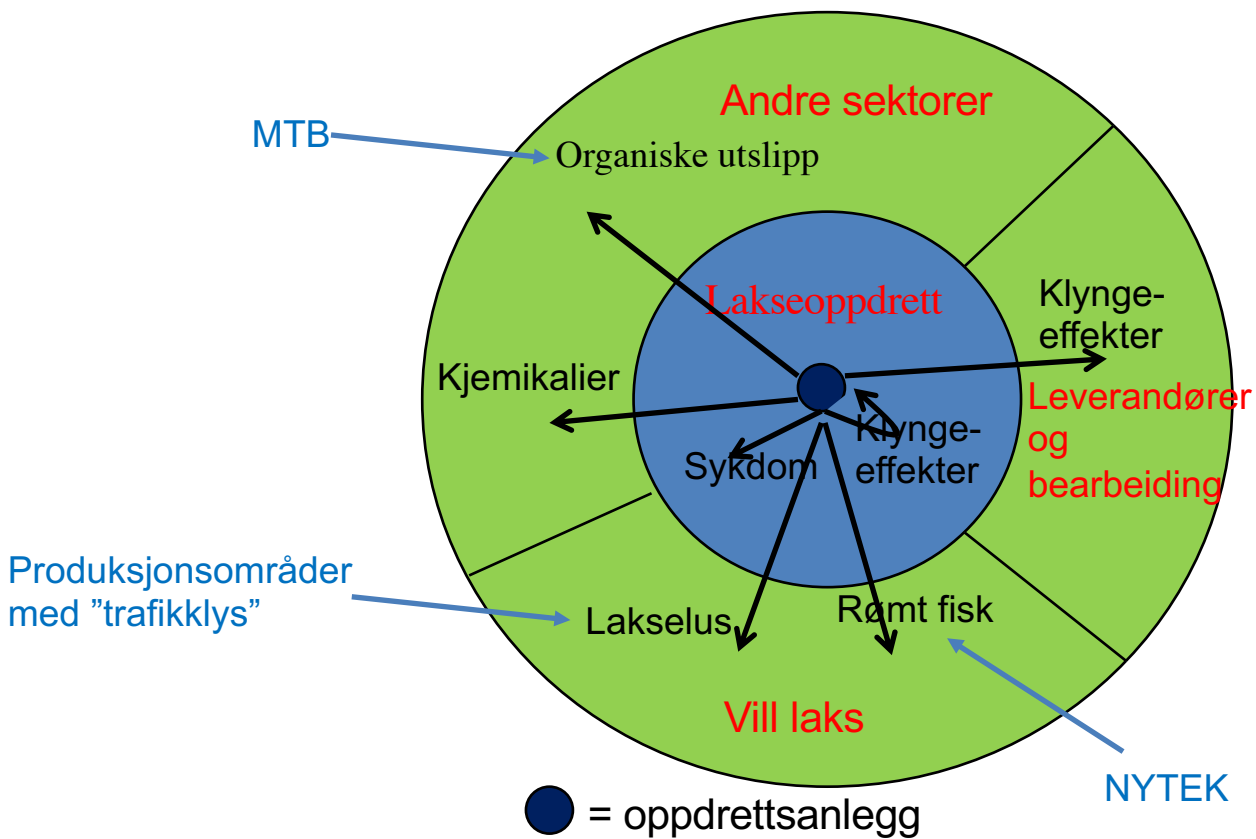 Andre sektorer
MTB
Organiske utslipp
Lakseoppdrett
Klynge-
effekter
Kjemikalier
Leverandører
og
bearbeiding
Klynge-
effekter
Sykdom
Produksjonsområder
med ”trafikklys”
Lakselus
Rømt fisk
Vill laks
NYTEK
= oppdrettsanlegg